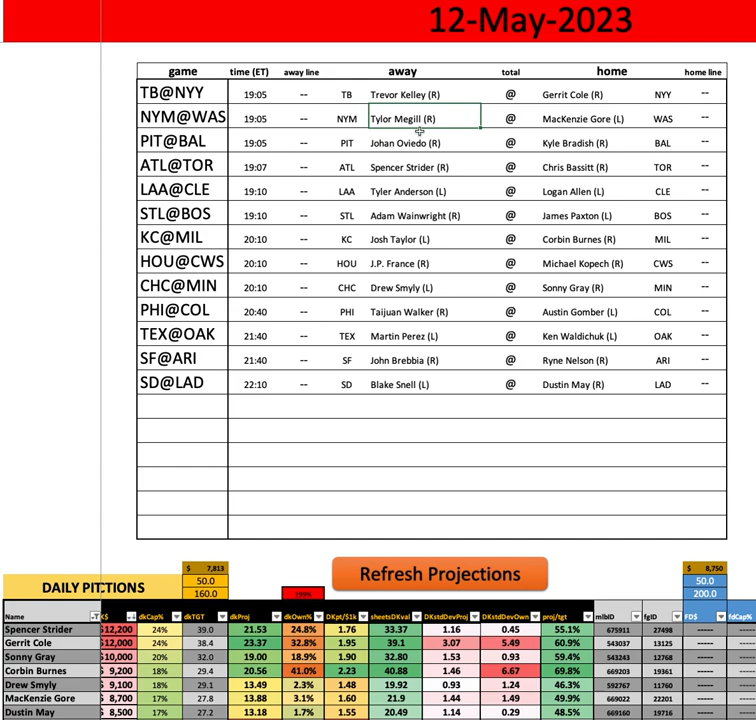 12-May-2023
game time (ET) away line away total home home line
TB@NYY 19:05 -- TB Trevor Kelley (R) @ Gerrit Cole (R) NYY --
NYM@WAS 19:05 -- NYM Tylor Megill (R) @ MacKenzie Gore (L) WAS --
PIT@BAL 19:05 -- PIT Johan Oviedo (R) @ Kyle Bradish (R) BAL --
ATL@TOR 19:07 -- ATL Spencer Strider (R) @ Chris Bassitt (R) TOR --
LAA@CLE 19:10 -- LAA Tyler Anderson (L) @ Logan Allen (L) CLE --
STL@BOS 19:10 -- STL Adam Wainwright (R) @ James Paxton (L) BOS --
KC@MIL 20:10 -- KC Josh Taylor (L) @ Corbin Burnes (R) MIL --
HOU@CWS 20:10 -- HOU J.P. France (R) @ Michael Kopech (R) CWS --
CHC@MIN 20:10 -- CHC Drew Smyly (L) @ Sonny Gray (R) MIN --
PHI@COL 20:40 -- PHI Taijuan Walker (R) @ Austin Gomber (L) COL --
TEX@OAK 21:40 -- TEX Martin Perez (L) @ Ken Waldichuk (L) OAK --
SF@ARI 21:40 -- SF John Brebbia (R) @ Ryne Nelson (R) ARI --
SD@LAD 22:10 -- SD Blake Snell (L) @ Dustin May (R) LAD --
$ 7,813 $ 8,750
Refresh Projections
50.0 50.0
DAILY
160.0 200.0
Name K$ dkCap% dkTGT dkProj dkOwn% DKpt/$1k sheetsDKval DKstdDevProj DKstdDevOwn proj/tgt mlbID fgID FD$ fdCap%
Spencer Strider $12,200 24% 39.0 21.53 24.8% 1.76 33.37 1.16 0.45 55.1% 675911 27498 -----
Gerrit Cole $12,000 24% 38.4 23.37 32.8% 1.95 39.1 3.07 5.49 60.9% 543037 13125 -----
Sonny Gray $10,000 20% 32.0 19.00 18.9% 1.90 32.80 1.53 0.93 59.4% 543243 12768 -----
Corbin Burnes $ 9,200 18% 29.4 20.56 41.0% 2.23 40.88 1.46 6.67 69.8% 669203 19361 -----
Drew Smyly $ 9,100 18% 29.1 13.49 2.3% 1.48 19.92 0.93 1.24 46.3% 592767 11760 -----
MacKenzie Gore $ 8,700 17% 27.8 13.88 3.1% 1.60 21.9 1.44 1.49 49.9% 669022 22201 -----
Dustin May $ 8,500 17% 27.2 13.18 1.7% 1.55 20.49 1.14 0.29 48.5% 669160 19716 -----